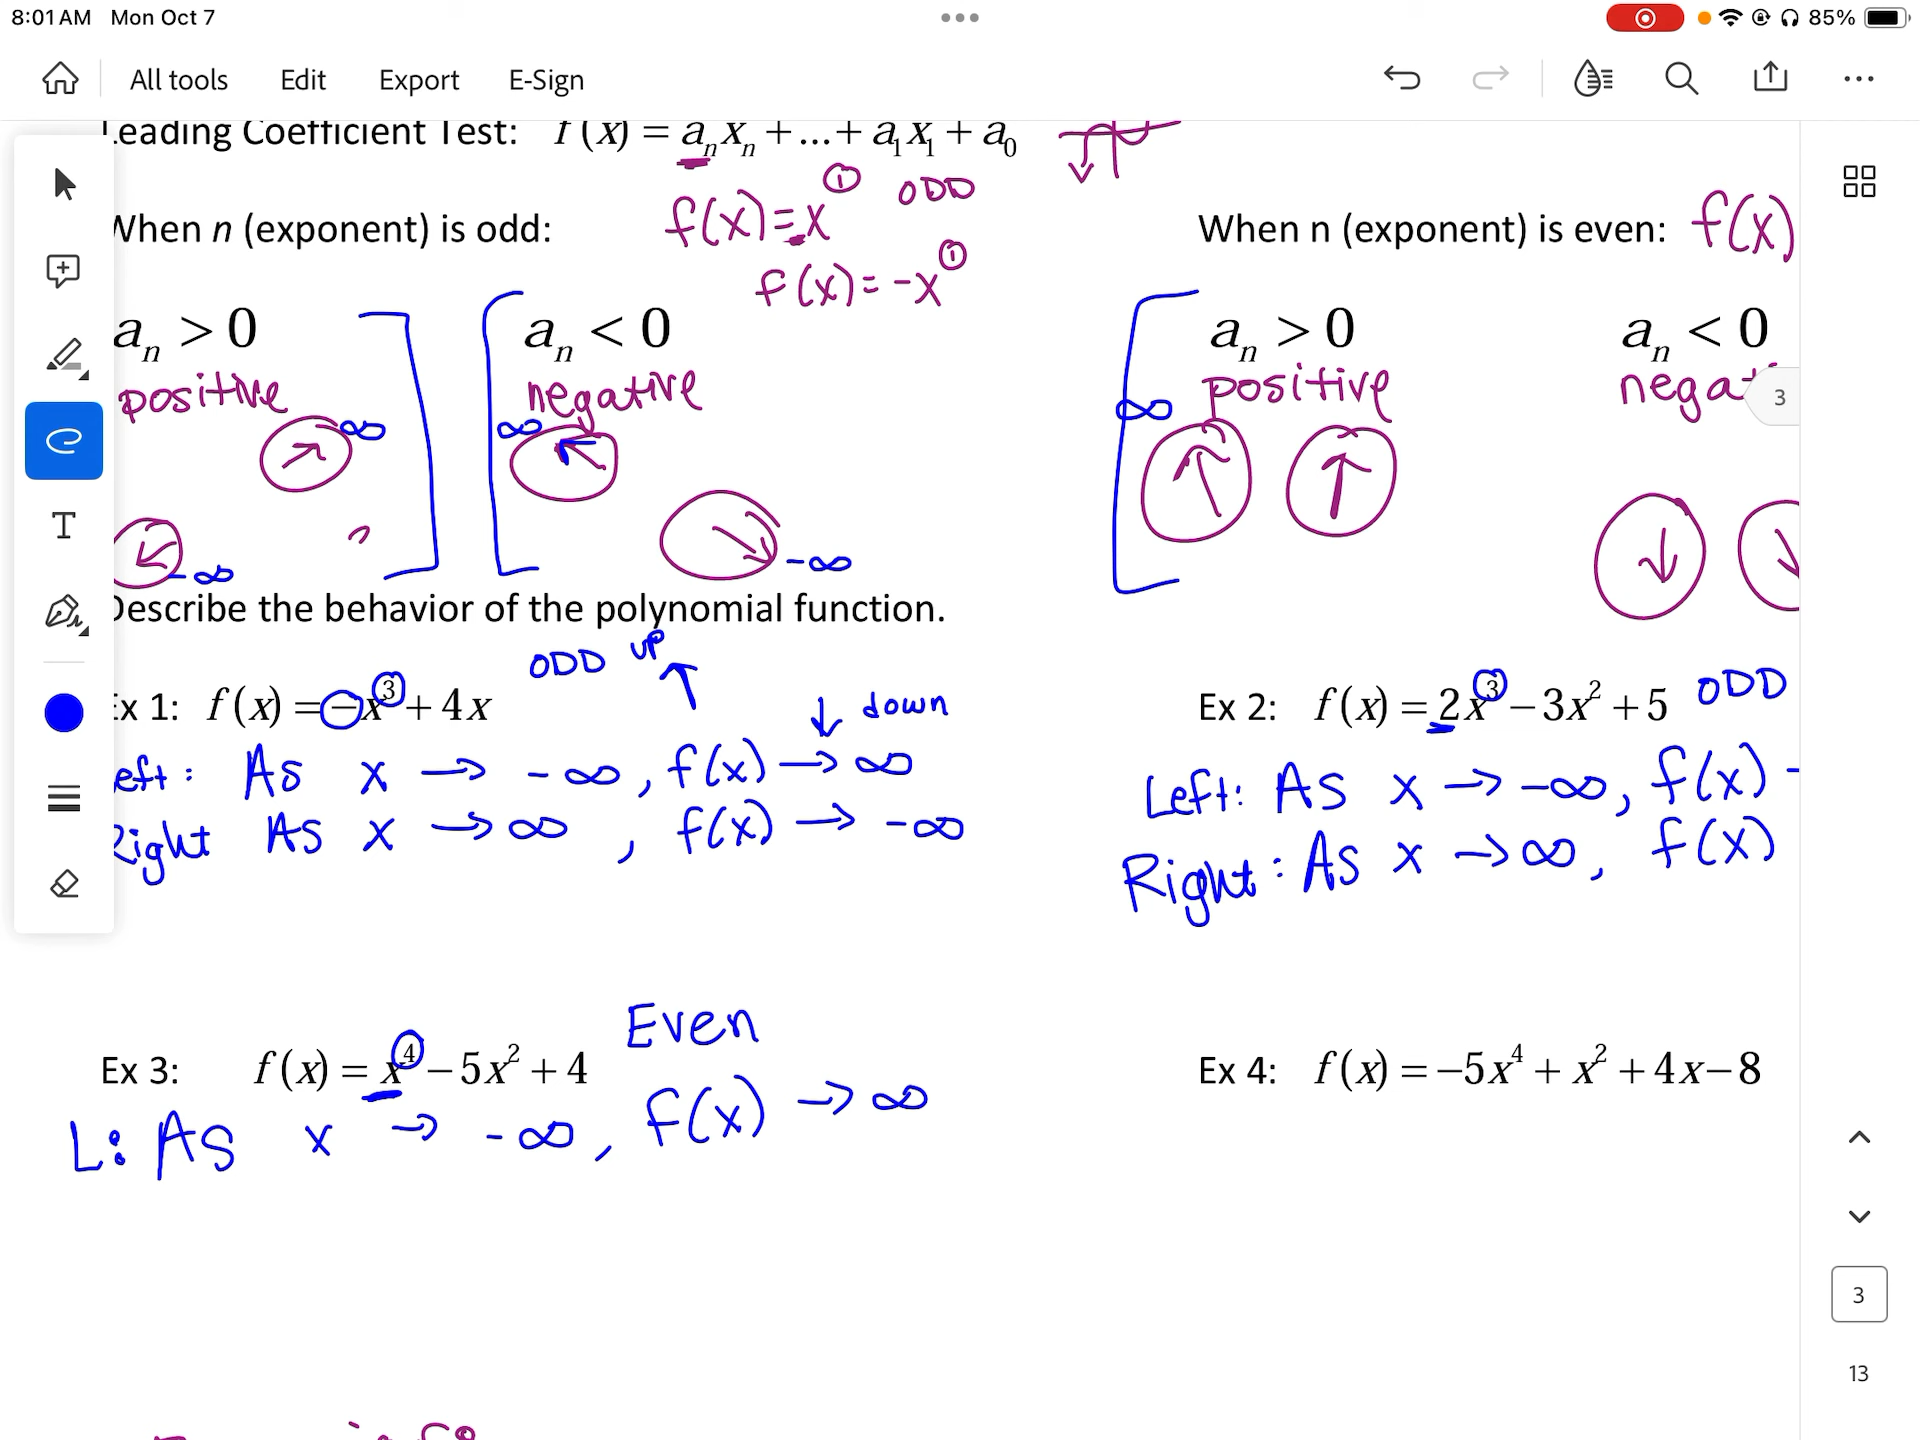 8:01 AM Mon Oct 7
85%
All tools Edit Export E-Sign
Leading Coefficient Test: f(x) = aₙxₙ + ... + a₁x₁ + a₀
When n (exponent) is odd:
f(x)=x① ODD
f(x)= -x①
aₙ > 0
positive
∞
-∞
aₙ < 0
negative
∞
-∞
When n (exponent) is even: f(x)
aₙ > 0
positive
∞
aₙ < 0
3
Describe the behavior of the polynomial function.
Ex 1: f(x) = −x³ + 4x
ODD UP ↑
↓ down
Left: As x → -∞, f(x) → ∞
Right As x → ∞, f(x) → -∞
Ex 2: f(x) = 2x³ − 3x² + 5 ODD
Left: As x → -∞, f(x) -
Right: As x → ∞, f(x)
Ex 3: f(x) = x⁴ − 5x² + 4 Even
L: As x → -∞, f(x) → ∞
Ex 4: f(x) = −5x⁴ + x² + 4x − 8
3
13